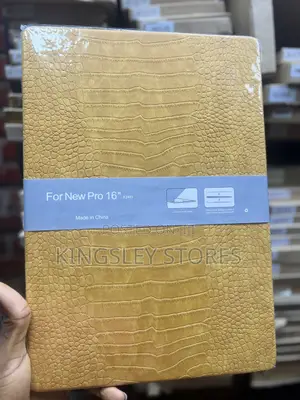 For New Pro 16"
Made in China
KINGSLEY STORES